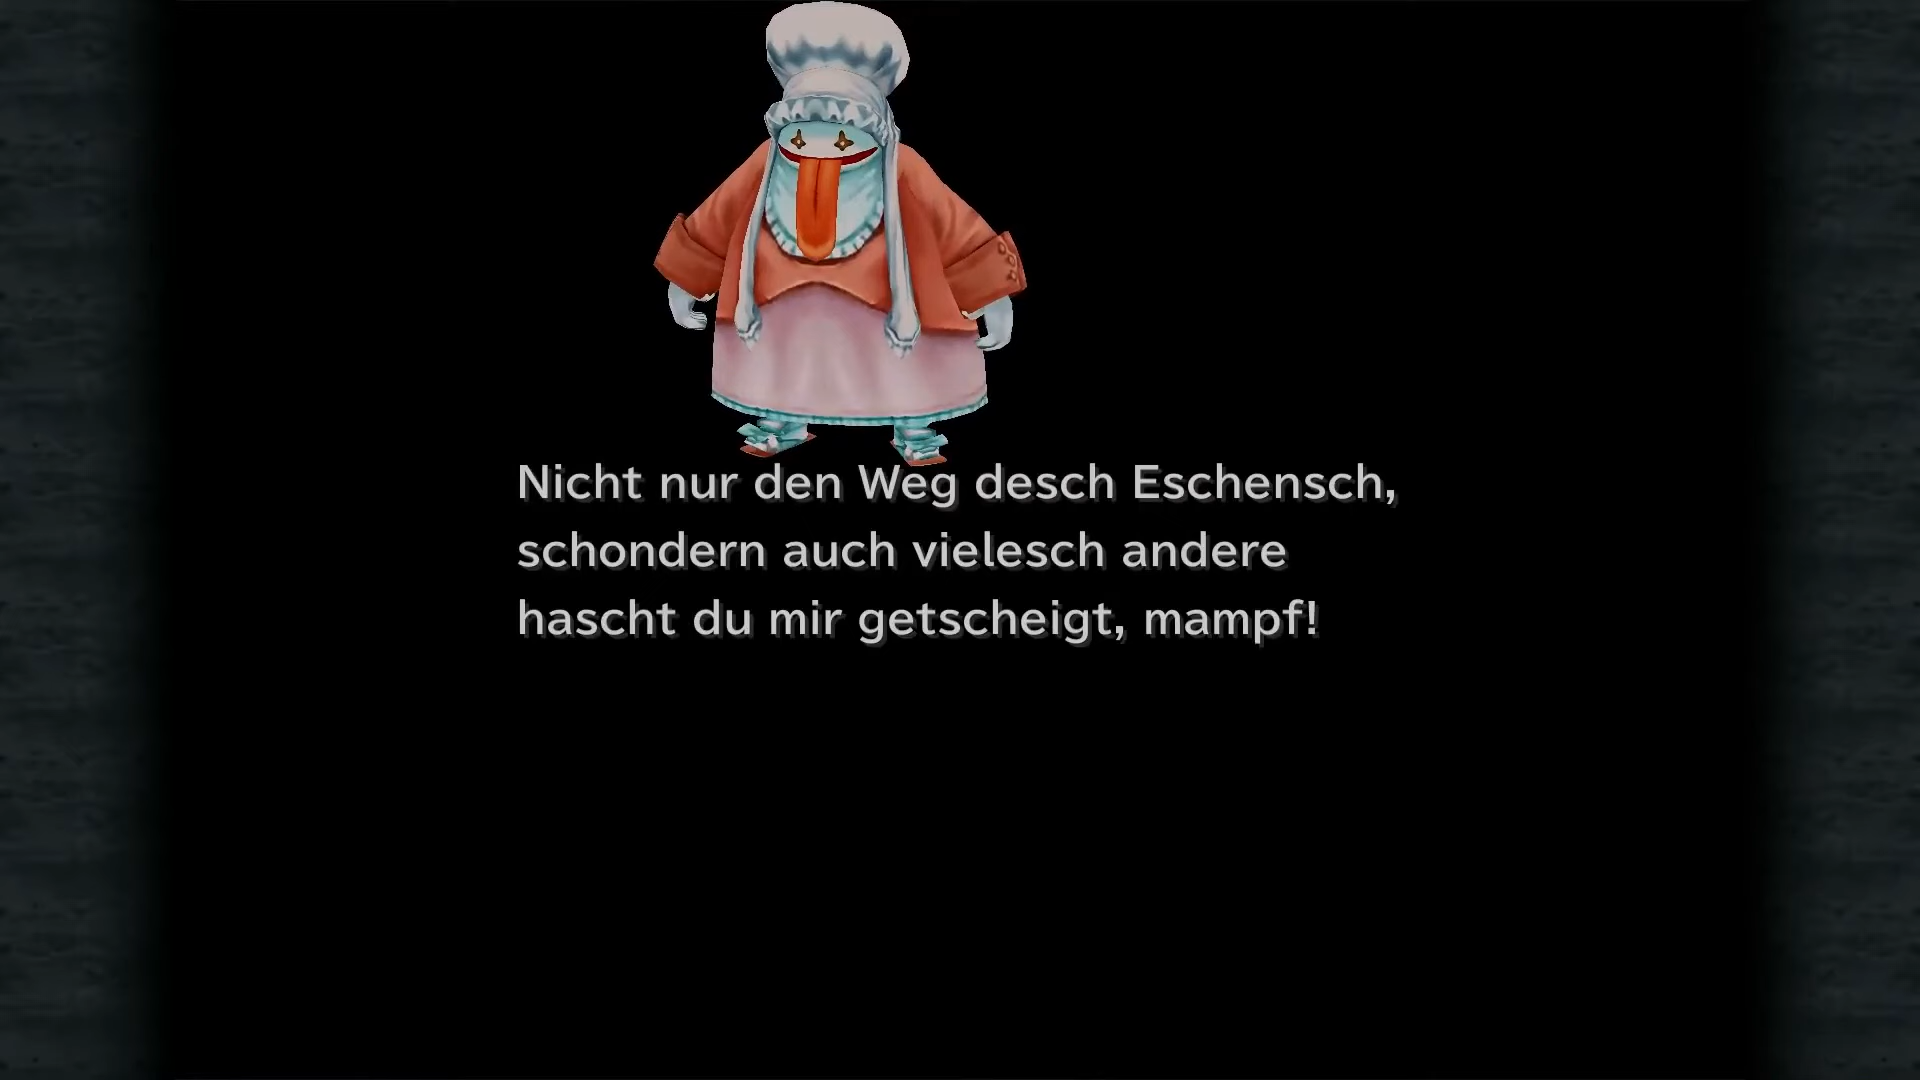 Nicht nur den Weg desch Eschensch,
schondern auch vielesch andere
hascht du mir getscheigt, mampf!